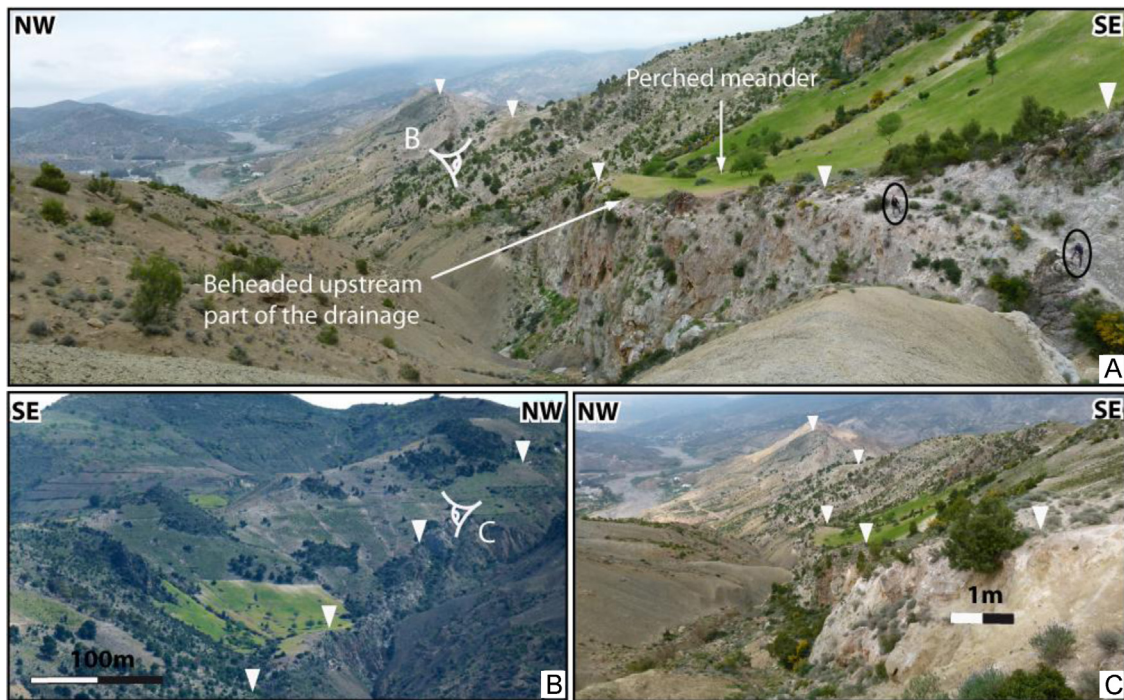 NW
SE
Perched meander
B
Beheaded upstream
part of the drainage
A
SE
NW
C
100m
B
NW
SE
1m
C